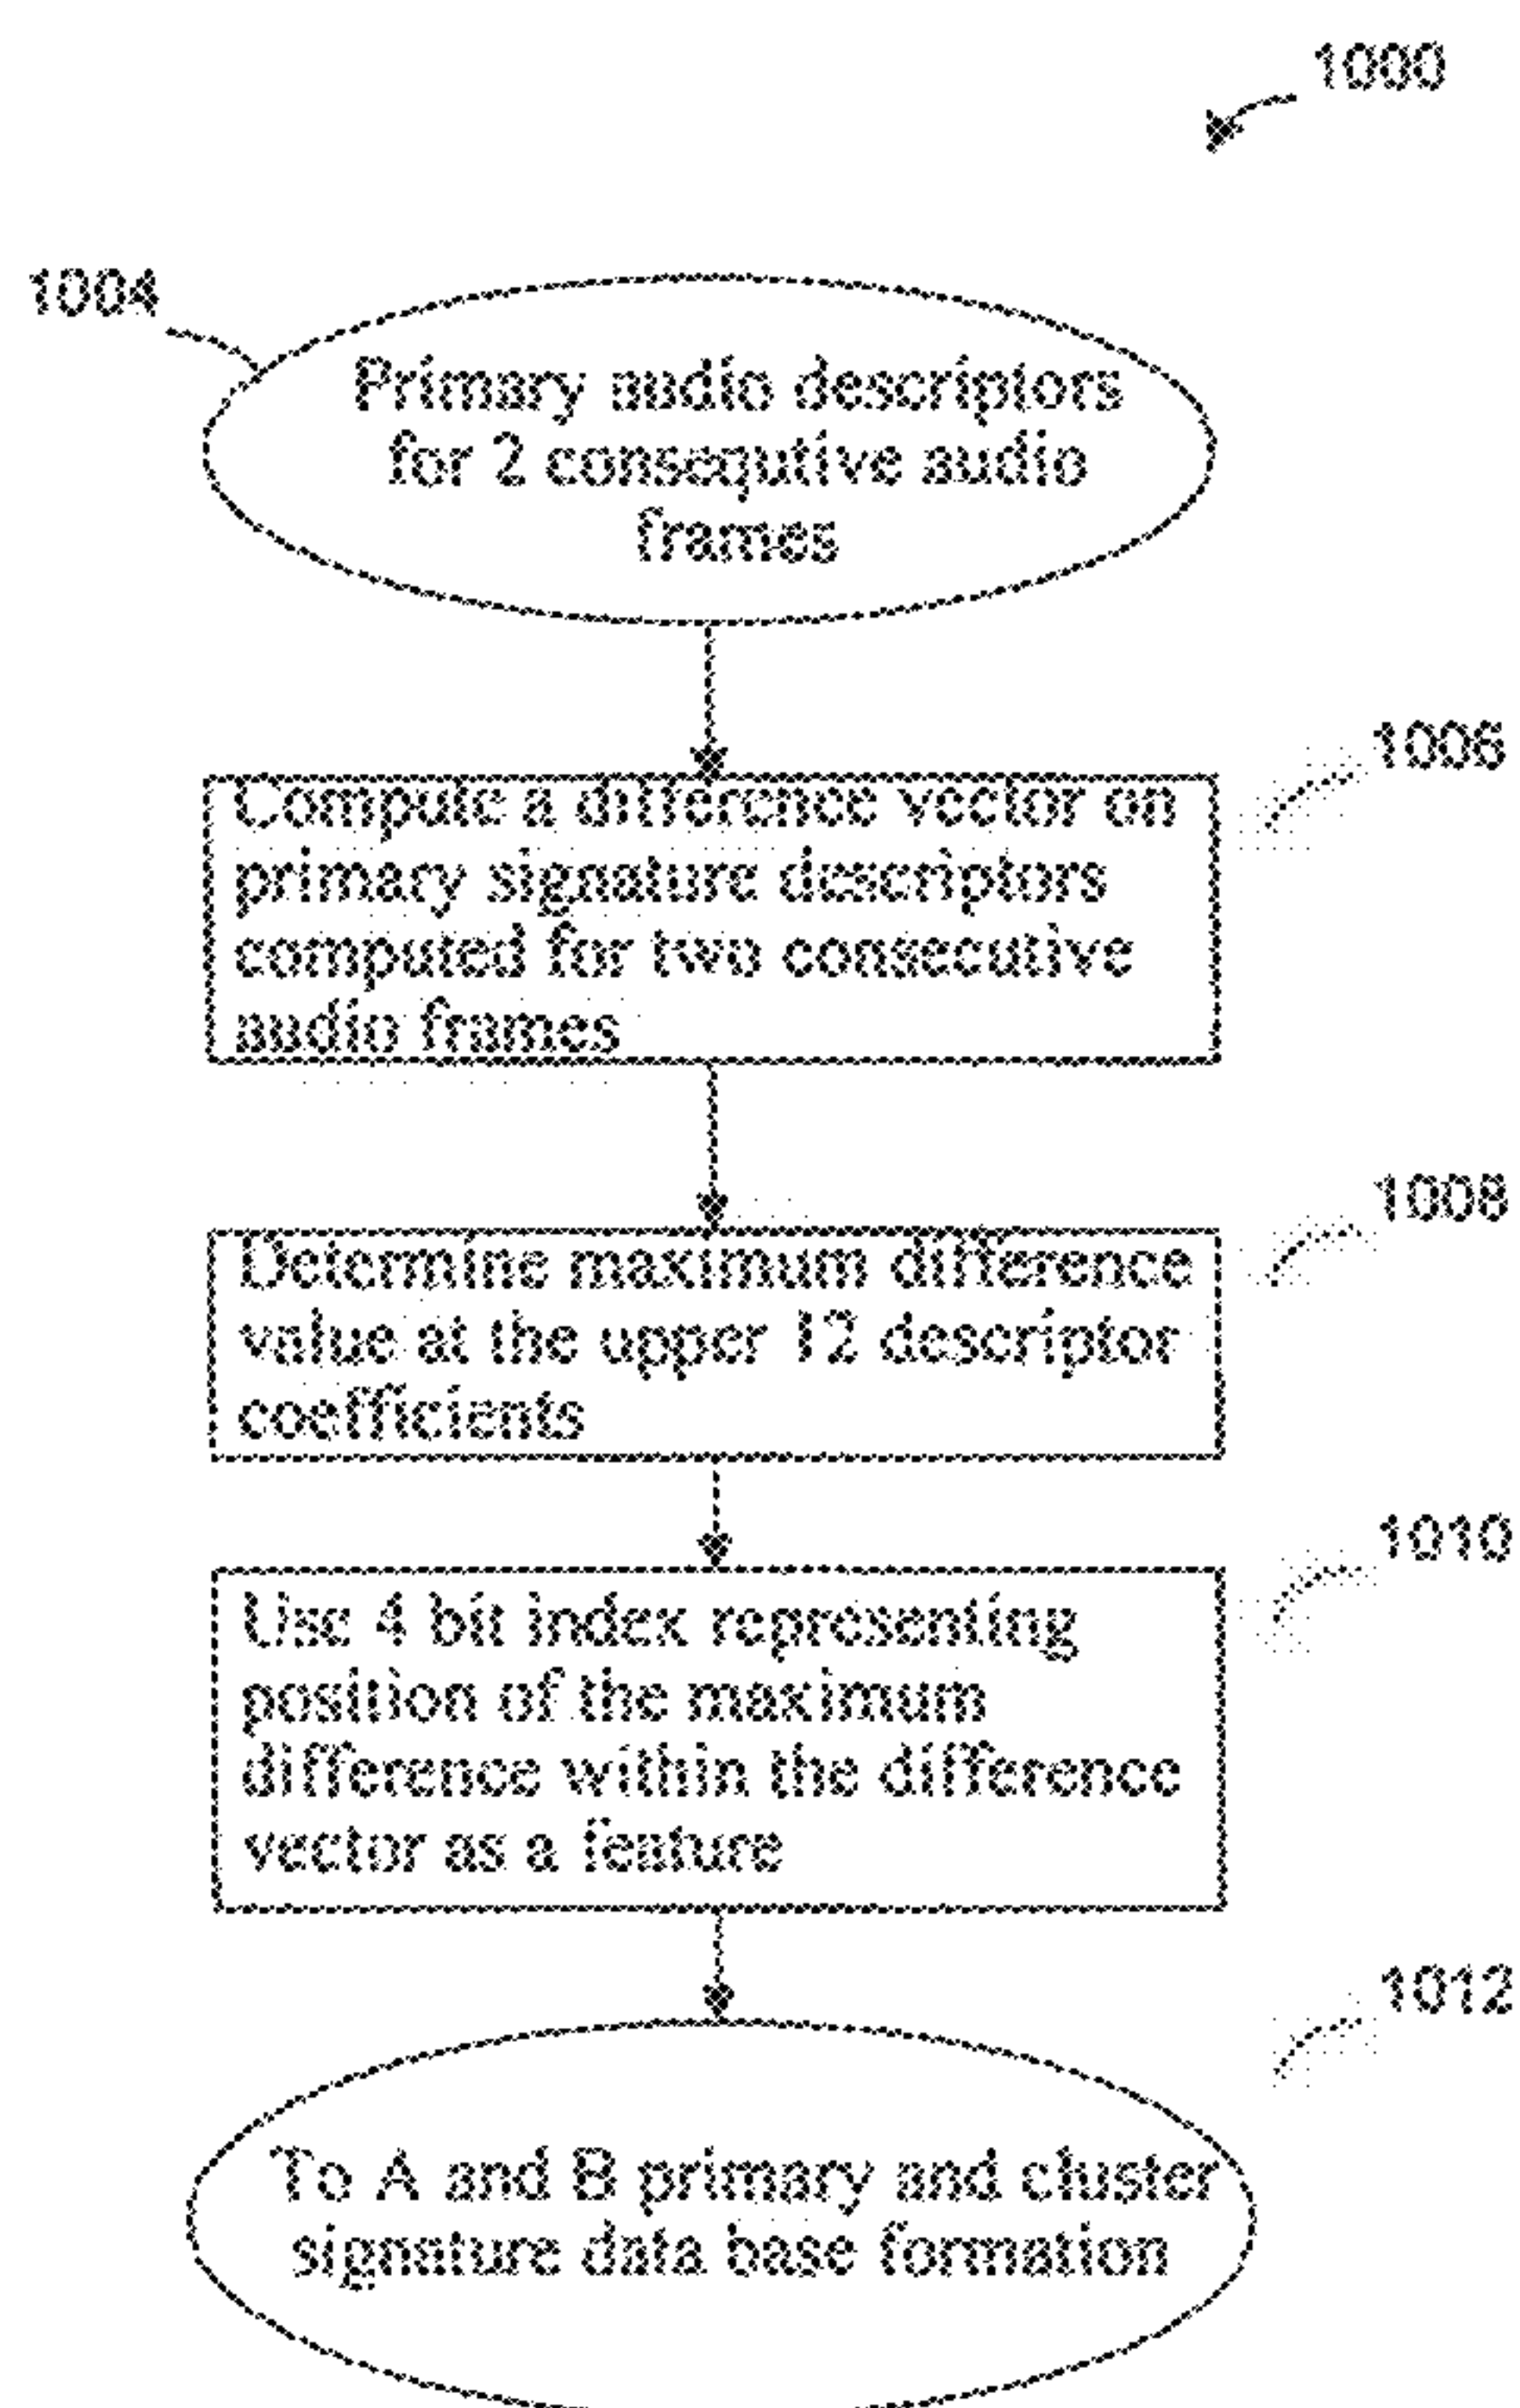 1000
1004
Primary audio descriptors
for 2 consequtive audio
frames
1006
Compute a difference vector on
primary signature descriptors
computed for two consecutive
audio frames
1008
Determine maximum difference
value at the upper 12 descriptor
coefficients
1010
Use 4 bit index representing
position of the maximum
difference within the difference
vector as a feature
1012
To A and B primary and cluster
signature data base formation